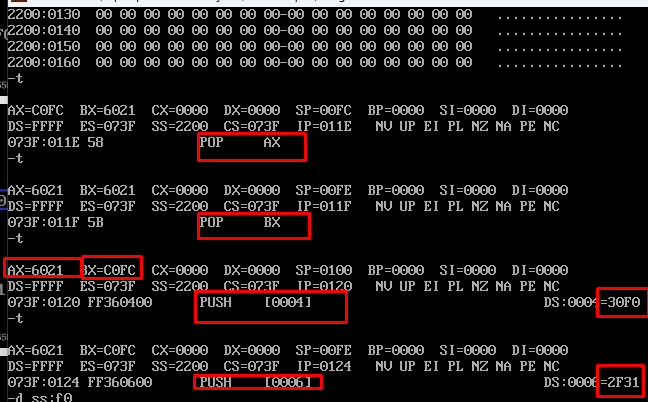 2200:0130  00 00 00 00 00 00 00 00-00 00 00 00 00 00 00 00   ................
2200:0140  00 00 00 00 00 00 00 00-00 00 00 00 00 00 00 00   ................
2200:0150  00 00 00 00 00 00 00 00-00 00 00 00 00 00 00 00   ................
2200:0160  00 00 00 00 00 00 00 00-00 00 00 00 00 00 00 00   ................
-t
AX=C0FC  BX=6021  CX=0000  DX=0000  SP=00FC  BP=0000  SI=0000  DI=0000
DS=FFFF  ES=073F  SS=2200  CS=073F  IP=011E   NV UP EI PL NZ NA PE NC
073F:011E 58            POP     AX
-t
AX=6021  BX=6021  CX=0000  DX=0000  SP=00FE  BP=0000  SI=0000  DI=0000
DS=FFFF  ES=073F  SS=2200  CS=073F  IP=011F   NV UP EI PL NZ NA PE NC
073F:011F 5B            POP     BX
-t
AX=6021  BX=C0FC  CX=0000  DX=0000  SP=0100  BP=0000  SI=0000  DI=0000
DS=FFFF  ES=073F  SS=2200  CS=073F  IP=0120   NV UP EI PL NZ NA PE NC
073F:0120 FF360400      PUSH    [0004]                             DS:0004=30F0
-t
AX=6021  BX=C0FC  CX=0000  DX=0000  SP=00FE  BP=0000  SI=0000  DI=0000
DS=FFFF  ES=073F  SS=2200  CS=073F  IP=0124   NV UP EI PL NZ NA PE NC
073F:0124 FF360600      PUSH    [0006]                             DS:0006=2F31
-d ss:f0